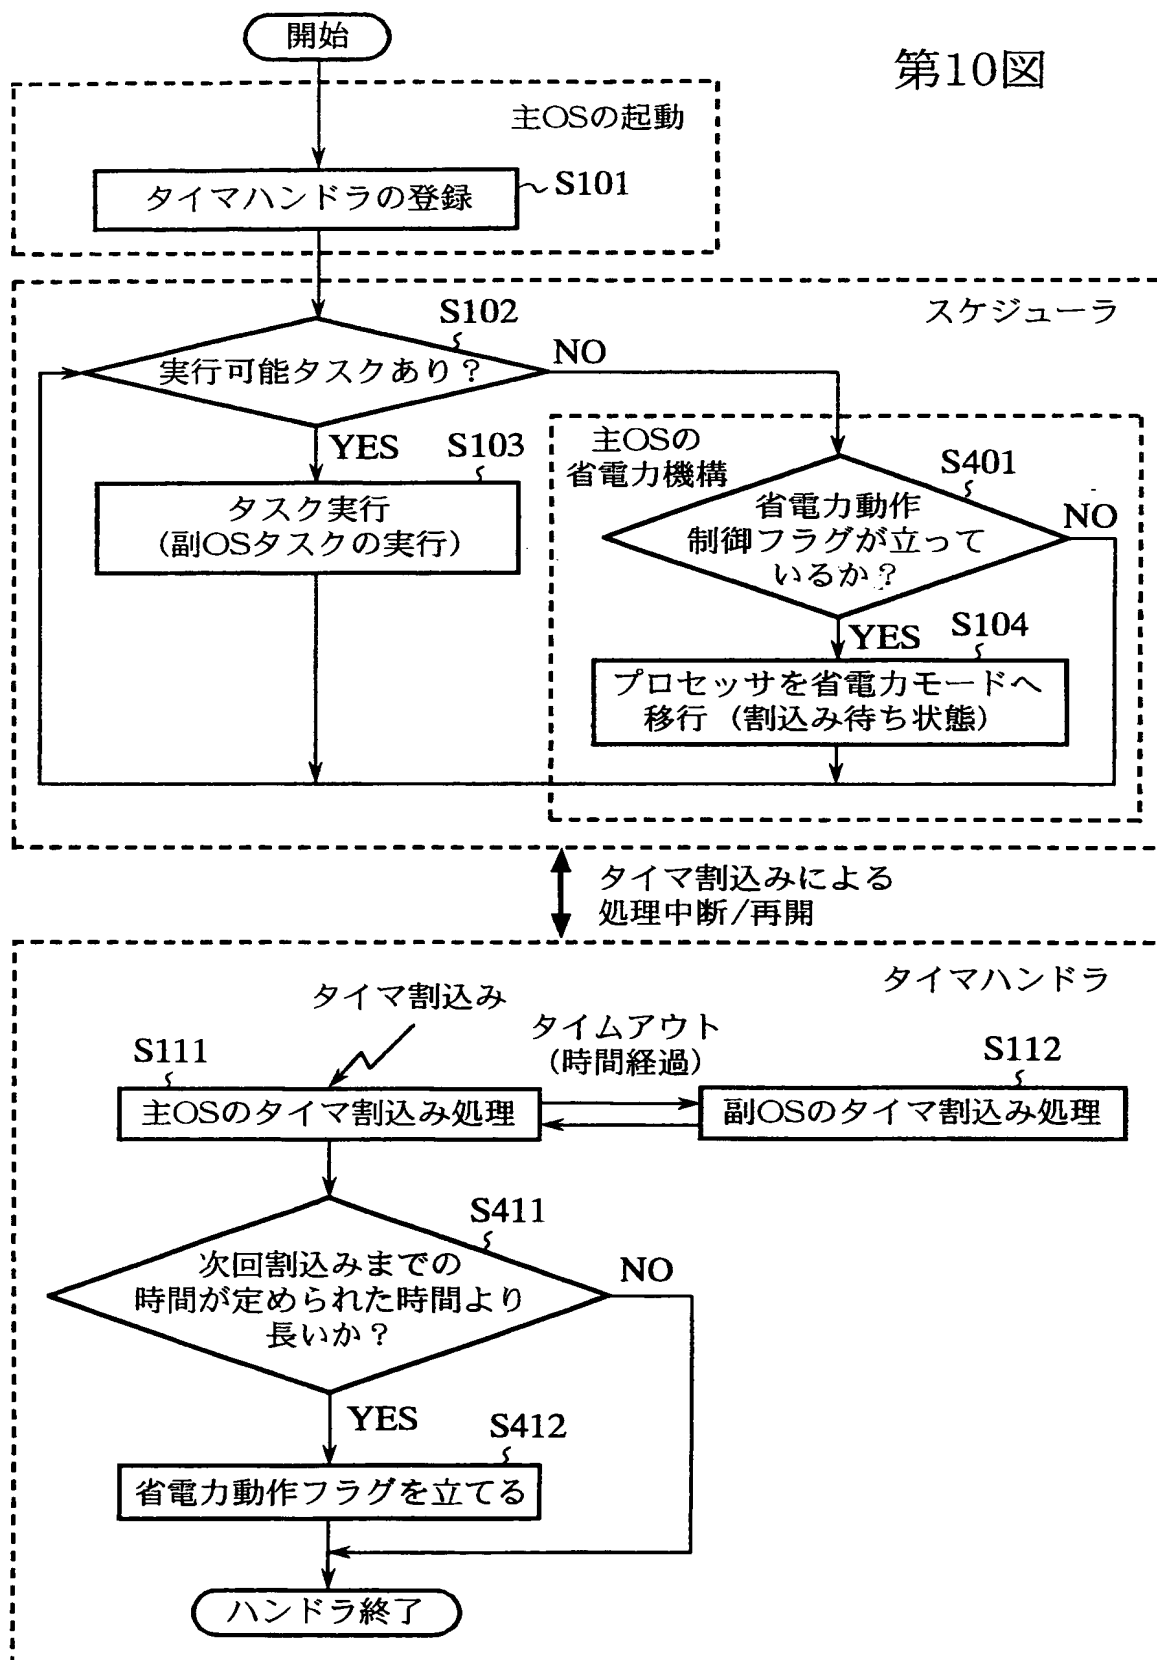 開始
第10図
主OSの起動
タイマハンドラの登録
S101
スケジューラ
S102
実行可能タスクあり?
NO
YES
S103
タスク実行
(副OSタスクの実行)
主OSの
省電力機構
S401
省電力動作
制御フラグが立って
いるか?
NO
YES
S104
プロセッサを省電力モードへ
移行(割込み待ち状態)
タイマ割込みによる
処理中断/再開
タイマハンドラ
タイマ割込み
タイムアウト
(時間経過)
S111
主OSのタイマ割込み処理
S112
副OSのタイマ割込み処理
S411
次回割込みまでの
時間が定められた時間より
長いか?
NO
YES
S412
省電力動作フラグを立てる
ハンドラ終了